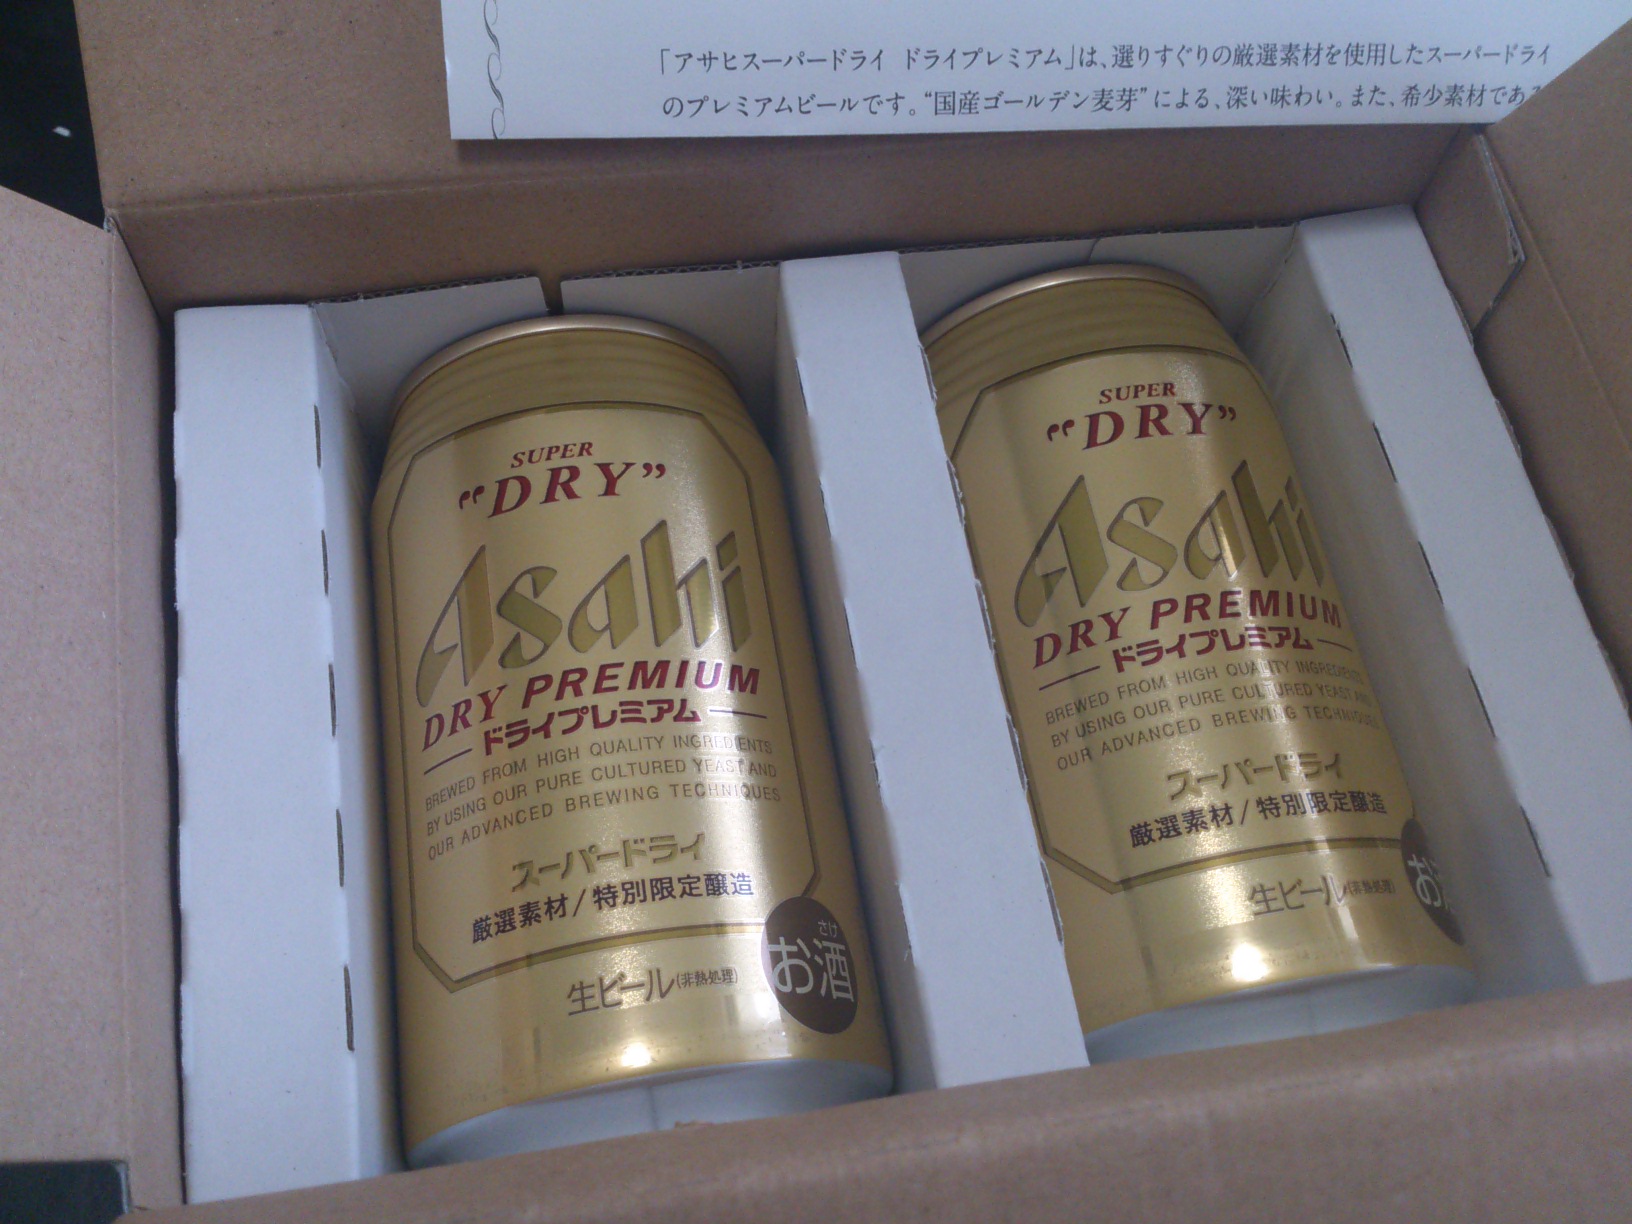 「アサヒスーパードライ ドライプレミアム」は、選りすぐりの厳選素材を使用したスーパードライ
のプレミアムビールです。“国産ゴールデン麦芽”による、深い味わい。また、希少素材である
SUPER
“DRY”
Asahi
DRY PREMIUM
ドライプレミアム
BREWED FROM HIGH QUALITY INGREDIENTS
BY USING OUR PURE CULTURED YEAST AND
OUR ADVANCED BREWING TECHNIQUES
スーパードライ
厳選素材/特別限定醸造
生ビール(非熱処理)
さけ
お酒
SUPER
“DRY”
Asahi
DRY PREMIUM
ドライプレミアム
BREWED FROM HIGH QUALITY INGREDIENTS
BY USING OUR PURE CULTURED YEAST AND
OUR ADVANCED BREWING TECHNIQUES
スーパードライ
厳選素材/特別限定醸造
生ビール(非熱処理)
お